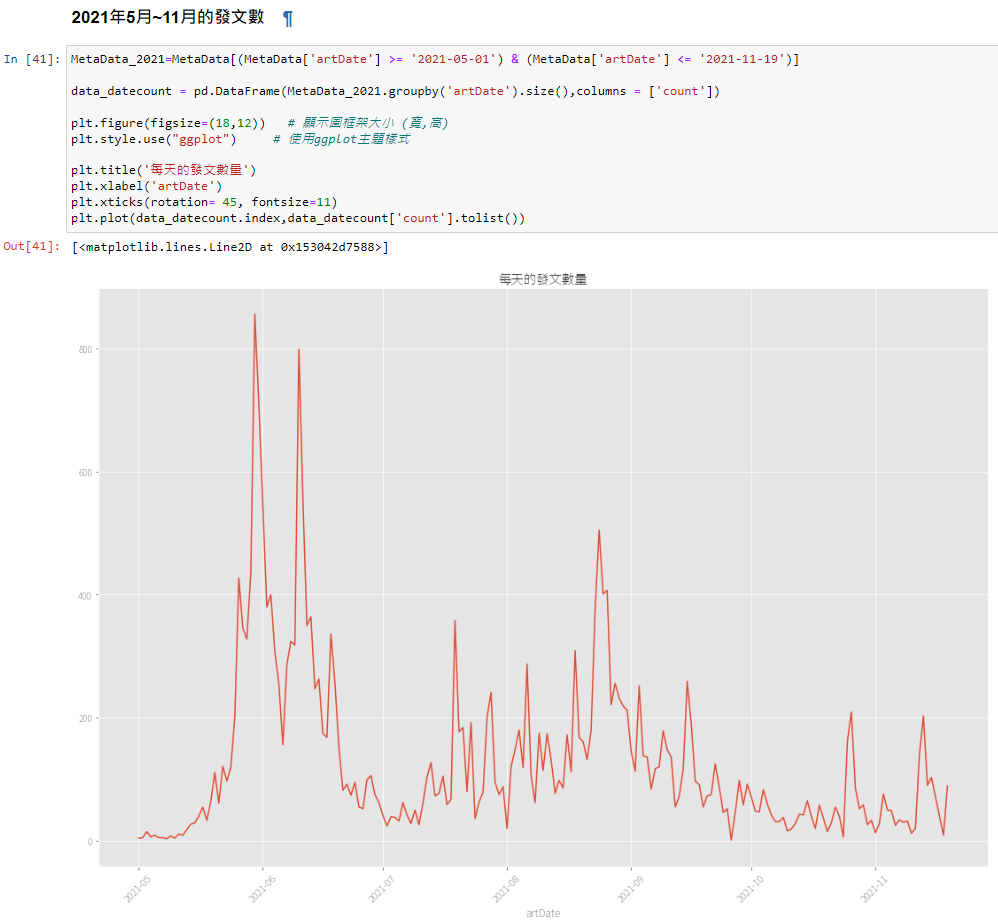 2021年5月~11月的發文數 ¶
In [41]: MetaData_2021=MetaData[(MetaData['artDate'] >= '2021-05-01') & (MetaData['artDate'] <= '2021-11-19')]
data_datecount = pd.DataFrame(MetaData_2021.groupby('artDate').size(),columns = ['count'])
plt.figure(figsize=(18,12))   # 顯示圖框架大小 (寬,高)
plt.style.use("ggplot")     # 使用ggplot主題樣式
plt.title('每天的發文數量')
plt.xlabel('artDate')
plt.xticks(rotation= 45, fontsize=11)
plt.plot(data_datecount.index,data_datecount['count'].tolist())
Out[41]: [<matplotlib.lines.Line2D at 0x153042d7588>]
每天的發文數量
800
600
400
200
0
2021-05 2021-06 2021-07 2021-08 2021-09 2021-10 2021-11
artDate